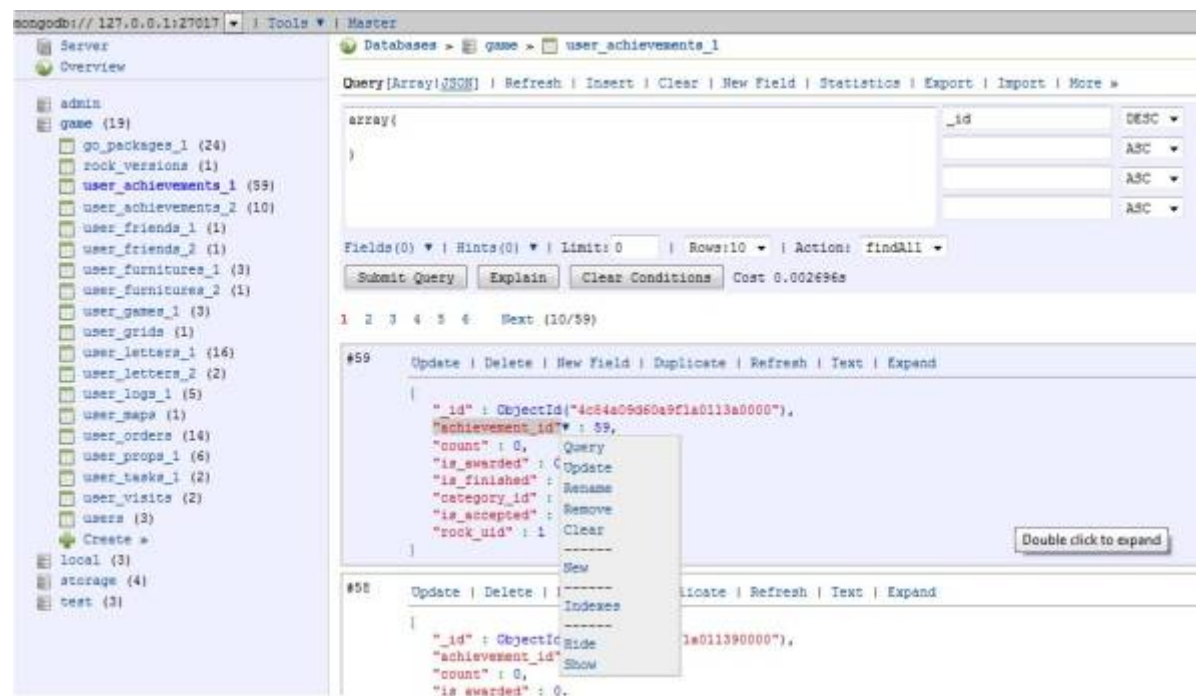 mongodb://127.0.0.1:27017 | Tools ▼ | Master
Server
Overview
admin
game (19)
go_packages_1 (24)
rock_versions (1)
user_achievements_1 (59)
user_achievements_2 (10)
user_friends_1 (1)
user_friends_2 (1)
user_furnitures_1 (3)
user_furnitures_2 (1)
user_games_1 (3)
user_grids (1)
user_letters_1 (16)
user_letters_2 (2)
user_logs_1 (5)
user_maps (1)
user_orders (14)
user_props_1 (6)
user_tasks_1 (2)
user_visits (2)
users (3)
Create »
local (3)
storage (4)
test (3)
Databases » game » user_achievements_1
Query[Array|JSON] | Refresh | Insert | Clear | New Field | Statistics | Export | Import | More »
array(
)
_id DESC
ASC
ASC
ASC
Fields(0) ▼ | Hints(0) ▼ | Limit: 0 | Rows:10 | Action: findAll
Submit Query Explain Clear Conditions Cost 0.002696s
1 2 3 4 5 6 Next (10/59)
#59 Update | Delete | New Field | Duplicate | Refresh | Text | Expand
{
"_id" : ObjectId("4c84a09d60a9f1a0113a0000"),
"achievement_id"▼ : 59,
"count" : 0,
"is_awarded" : 0
"is_finished" :
"category_id" :
"is_accepted" :
"rock_uid" : 1
}
Query
Update
Rename
Remove
Clear
------
New
------
Indexes
------
Hide
Show
Double click to expand
#58 Update | Delete | licate | Refresh | Text | Expand
{
"_id" : ObjectId 1a011390000"),
"achievement_id"
"count" : 0,
"is_awarded" : 0,